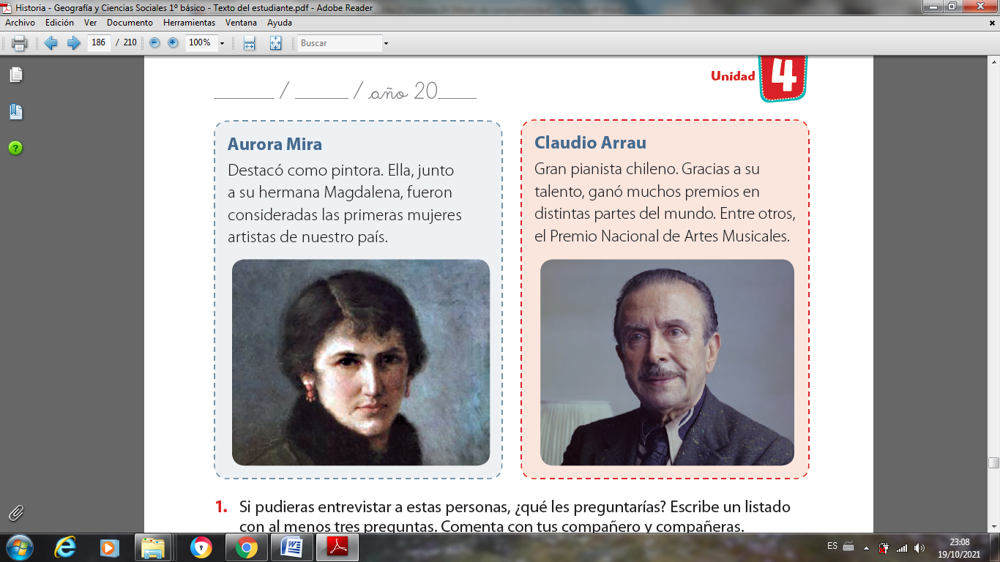 Historia - Geografía y Ciencias Sociales 1º básico - Texto del estudiante.pdf - Adobe Reader
Archivo Edición Ver Documento Herramientas Ventana Ayuda
186 / 210 100% Buscar
Unidad 4
/ / año 20
Aurora Mira
Destacó como pintora. Ella, junto
a su hermana Magdalena, fueron
consideradas las primeras mujeres
artistas de nuestro país.
Claudio Arrau
Gran pianista chileno. Gracias a su
talento, ganó muchos premios en
distintas partes del mundo. Entre otros,
el Premio Nacional de Artes Musicales.
1. Si pudieras entrevistar a estas personas, ¿qué les preguntarías? Escribe un listado
con al menos tres preguntas. Comenta con tus compañero y compañeras.
ES
23:08
19/10/2021